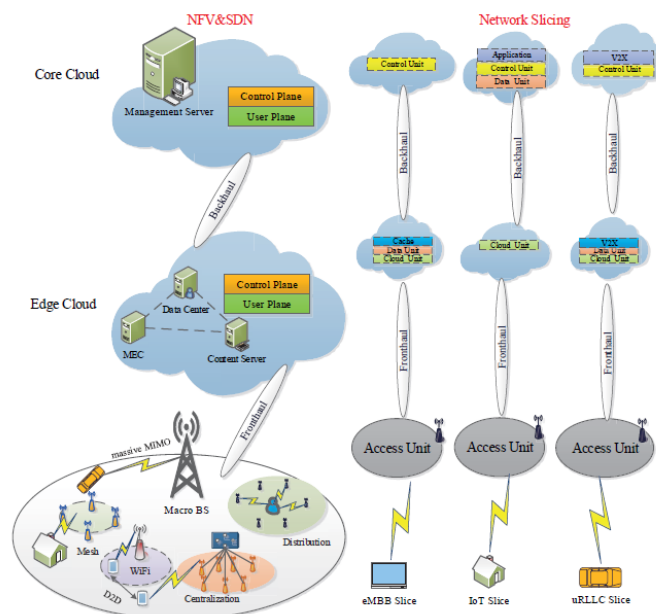 NFV&SDN
Network Slicing
Core Cloud
Management Server
Control Plane
User Plane
Control Unit
Application
Control Unit
Data Unit
V2X
Control Unit
Backhaul
Backhaul
Backhaul
Backhaul
Edge Cloud
Data Center
MEC
Content Server
Control Plane
User Plane
Cache
Data Unit
Cloud Unit
Cloud Unit
V2X
Data Unit
Cloud Unit
Fronthaul
Fronthaul
Fronthaul
Fronthaul
massive MIMO
Macro BS
Mesh
WiFi
D2D
Centralization
Distribution
Access Unit
Access Unit
Access Unit
eMBB Slice
IoT Slice
uRLLC Slice